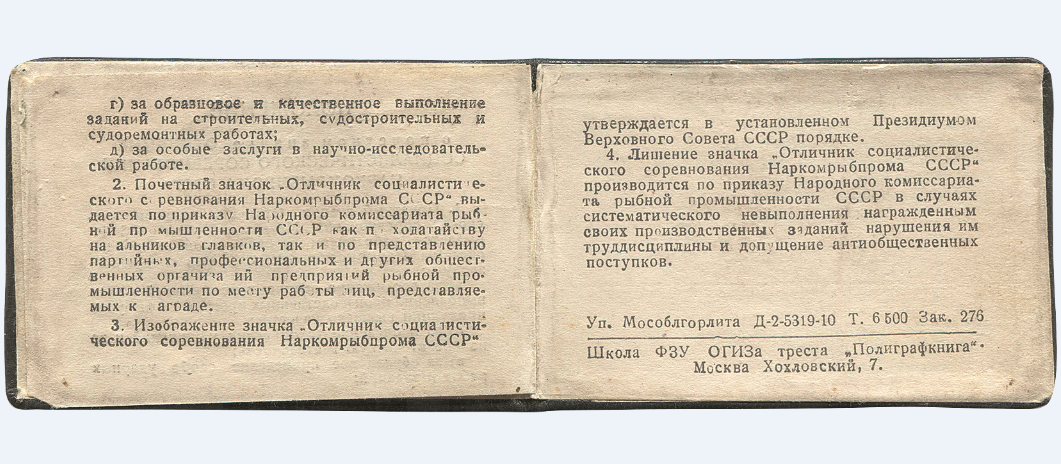 г) за образцовое и качественное выполнение
заданий на строительных, судостроительных и
судоремонтных работах;
д) за особые заслуги в научно-исследователь-
ской работе.
2. Почетный значок „Отличник социалистиче-
ского соревнования Наркомрыбпрома СССР“ вы-
дается по приказу Народного комиссариата рыб-
ной промышленности СССР как по ходатайству
начальников главков, так и по представлению
партийных, профессиональных и других общест-
венных организаций предприятий рыбной про-
мышленности по месту работы лиц, представляе-
мых к награде.
3. Изображение значка „Отличник социалисти-
ческого соревнования Наркомрыбпрома СССР“
утверждается в установленном Президиумом
Верховного Совета СССР порядке.
4. Лишение значка „Отличник социалистиче-
ского соревнования Наркомрыбпрома СССР“
производится по приказу Народного комиссариа-
та рыбной промышленности СССР в случаях
систематического невыполнения награжденным
своих производственных заданий нарушения им
труддисциплины и допущение антиобщественных
поступков.
Уп. Мособлгорлита Д-2-5319-10 Т. 6500 Зак. 276
Школа ФЗУ ОГИЗа треста „Полиграфкнига“.
Москва Хохловский, 7.